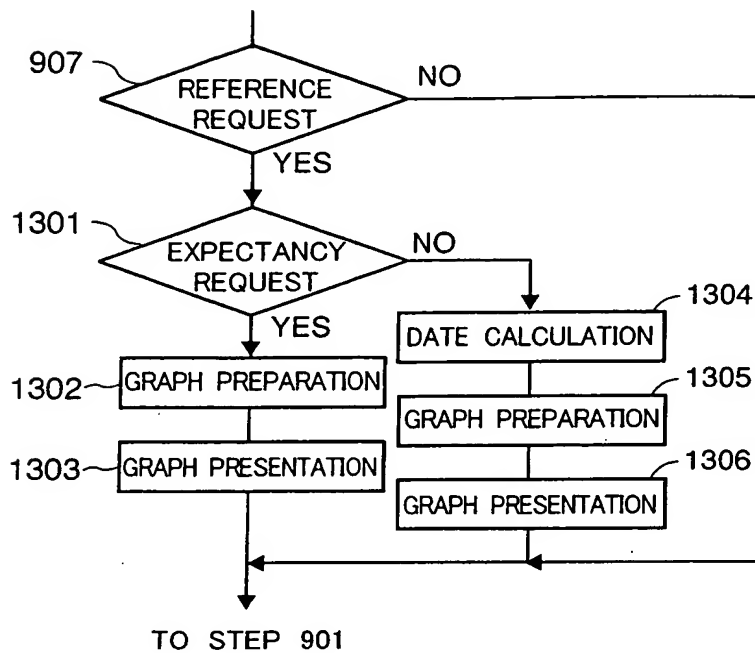 907
REFERENCE
REQUEST
NO
YES
1301
EXPECTANCY
REQUEST
NO
YES
1302
GRAPH PREPARATION
1303
GRAPH PRESENTATION
1304
DATE CALCULATION
1305
GRAPH PREPARATION
1306
GRAPH PRESENTATION
TO STEP 901